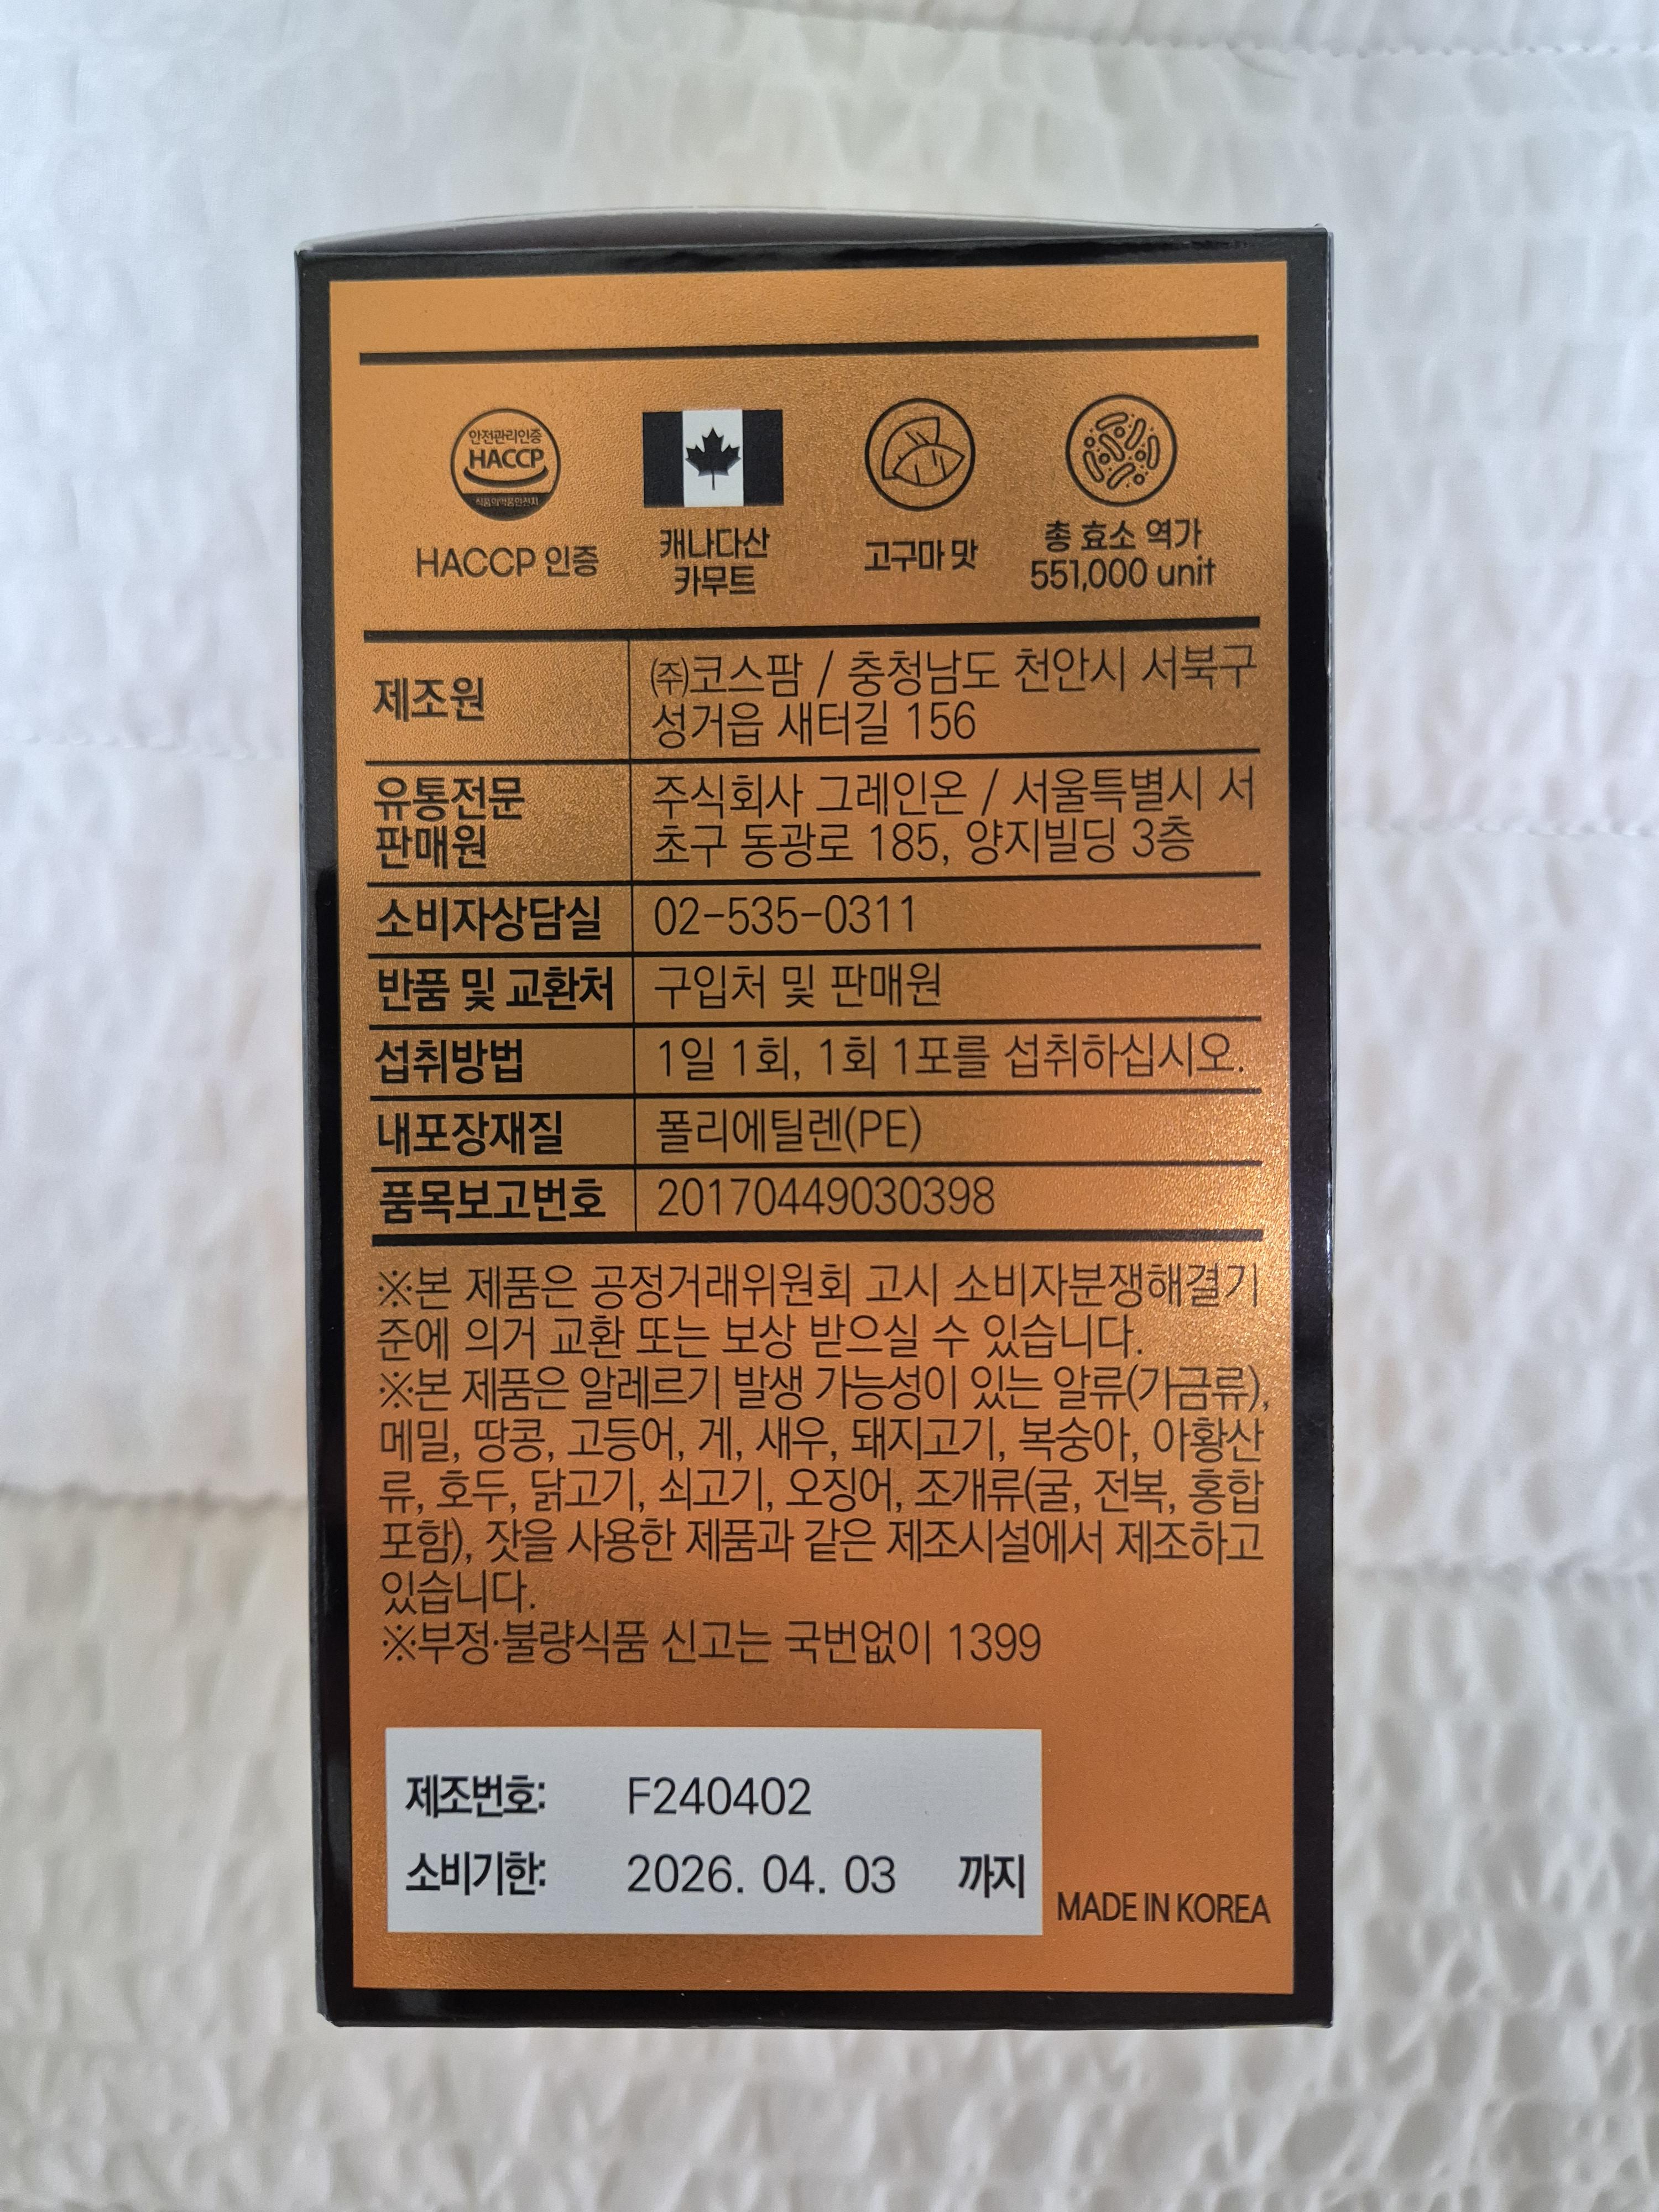 안전관리인증
HACCP
식품의약품안전처
HACCP 인증
캐나다산
카무트
고구마 맛
총 효소 역가
551,000 unit
제조원
㈜코스팜 / 충청남도 천안시 서북구
성거읍 새터길 156
유통전문
판매원
주식회사 그레인온 / 서울특별시 서
초구 동광로 185, 양지빌딩 3층
소비자상담실 02-535-0311
반품 및 교환처 구입처 및 판매원
섭취방법 1일 1회, 1회 1포를 섭취하십시오.
내포장재질 폴리에틸렌(PE)
품목보고번호 20170449030398
※본 제품은 공정거래위원회 고시 소비자분쟁해결기
준에 의거 교환 또는 보상 받으실 수 있습니다.
※본 제품은 알레르기 발생 가능성이 있는 알류(가금류),
메밀, 땅콩, 고등어, 게, 새우, 돼지고기, 복숭아, 아황산
류, 호두, 닭고기, 쇠고기, 오징어, 조개류(굴, 전복, 홍합
포함), 잣을 사용한 제품과 같은 제조시설에서 제조하고
있습니다.
※부정·불량식품 신고는 국번없이 1399
제조번호: F240402
소비기한: 2026. 04. 03 까지
MADE IN KOREA